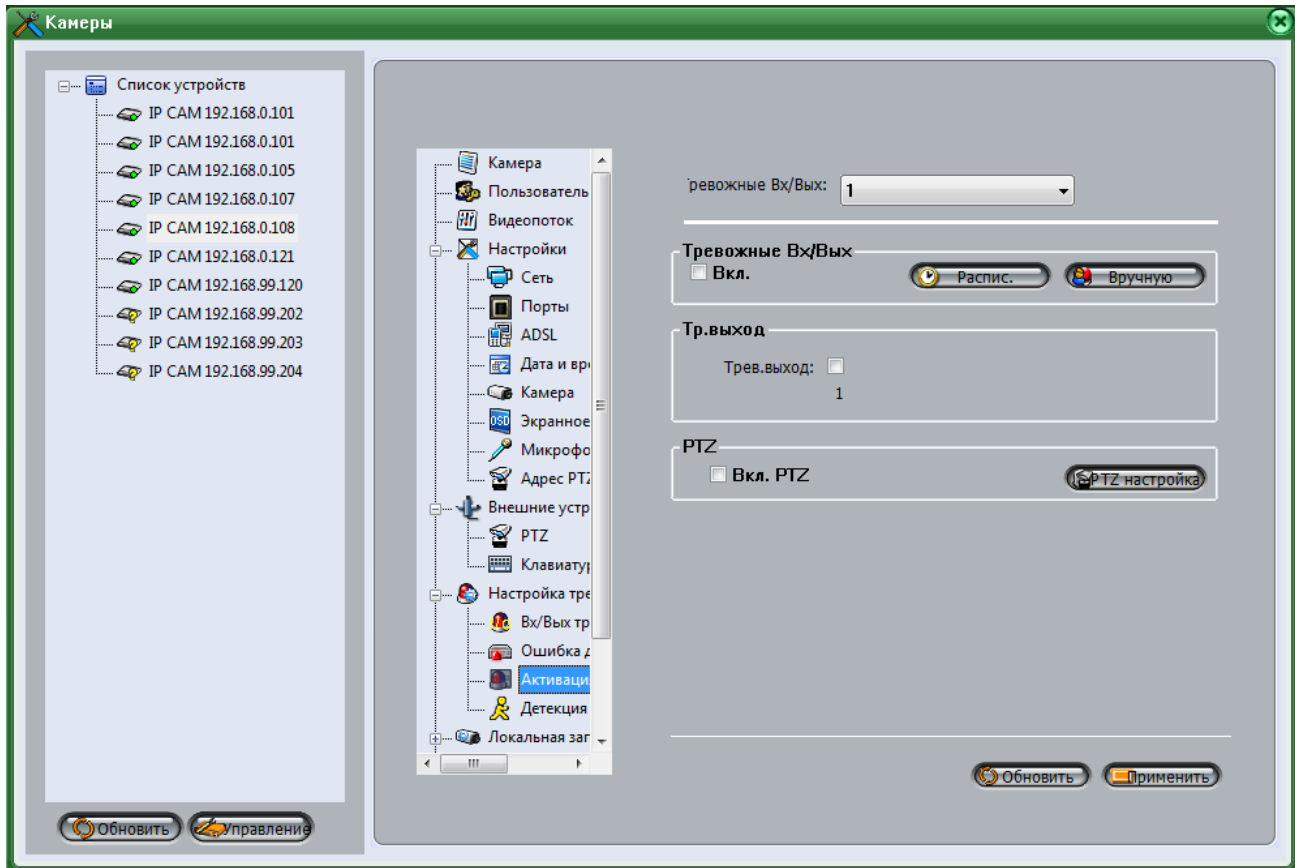 Камеры
Список устройств
IP CAM 192.168.0.101
IP CAM 192.168.0.101
IP CAM 192.168.0.105
IP CAM 192.168.0.107
IP CAM 192.168.0.108
IP CAM 192.168.0.121
IP CAM 192.168.99.120
IP CAM 192.168.99.202
IP CAM 192.168.99.203
IP CAM 192.168.99.204
Обновить
Управление
Камера
Пользователь
Видеопоток
Настройки
Сеть
Порты
ADSL
Дата и вре
Камера
OSD Экранное
Микрофо
Адрес PTZ
Внешние устр
PTZ
Клавиатур
Настройка тре
Вх/Вых тр
Ошибка д
Активаци
Детекция
Локальная заг
ревожные Вх/Вых: 1
Тревожные Вх/Вых
Вкл.
Распис.
Вручную
Тр.выход
Трев.выход:
1
PTZ
Вкл. PTZ
PTZ настройка
Обновить
Применить